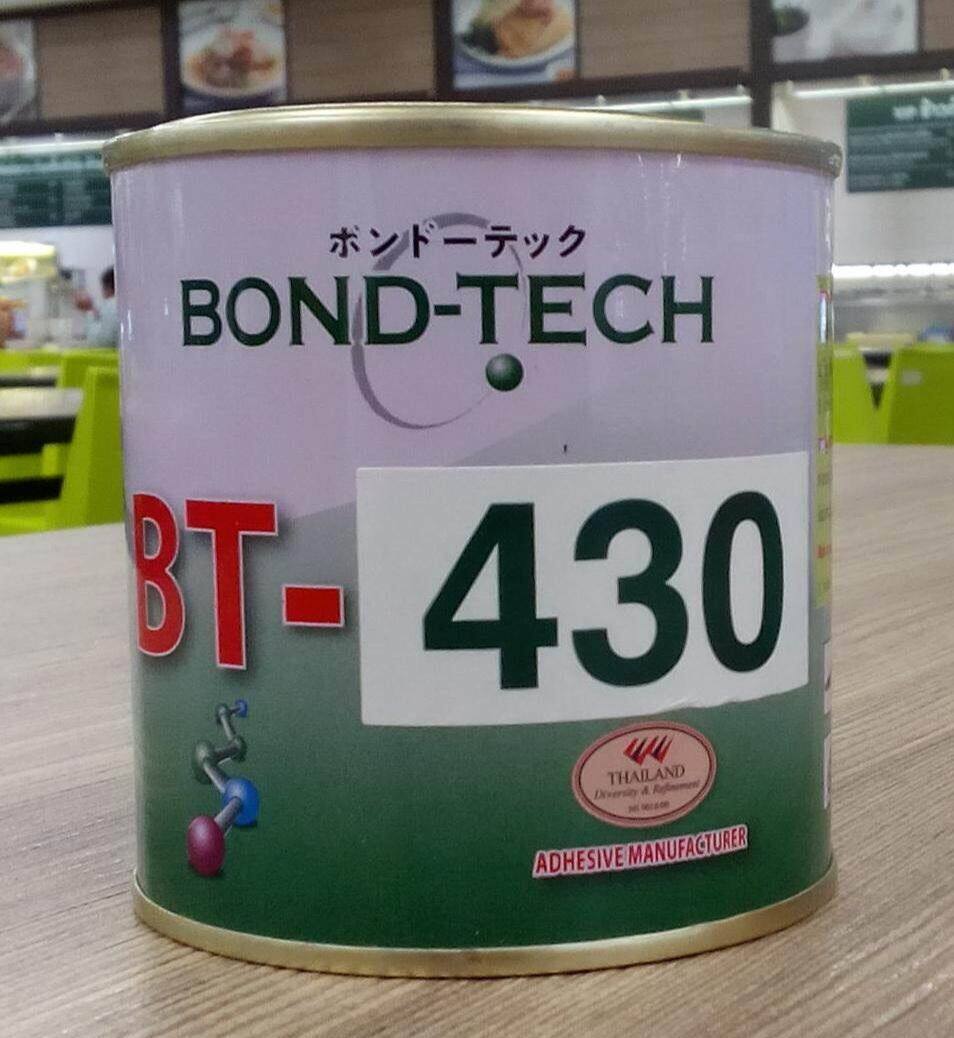 ボンドーテック
BOND-TECH
BT-430
THAILAND
Diversity & Refinement
ADHESIVE MANUFACTURER